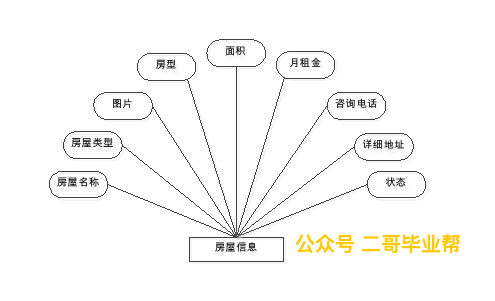 面积
房型
月租金
图片
咨询电话
房屋类型
详细地址
房屋名称
状态
房屋信息
公众号 二哥毕业帮